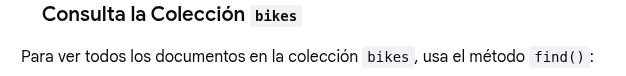 Consulta la Colección bikes
Para ver todos los documentos en la colección bikes, usa el método find():